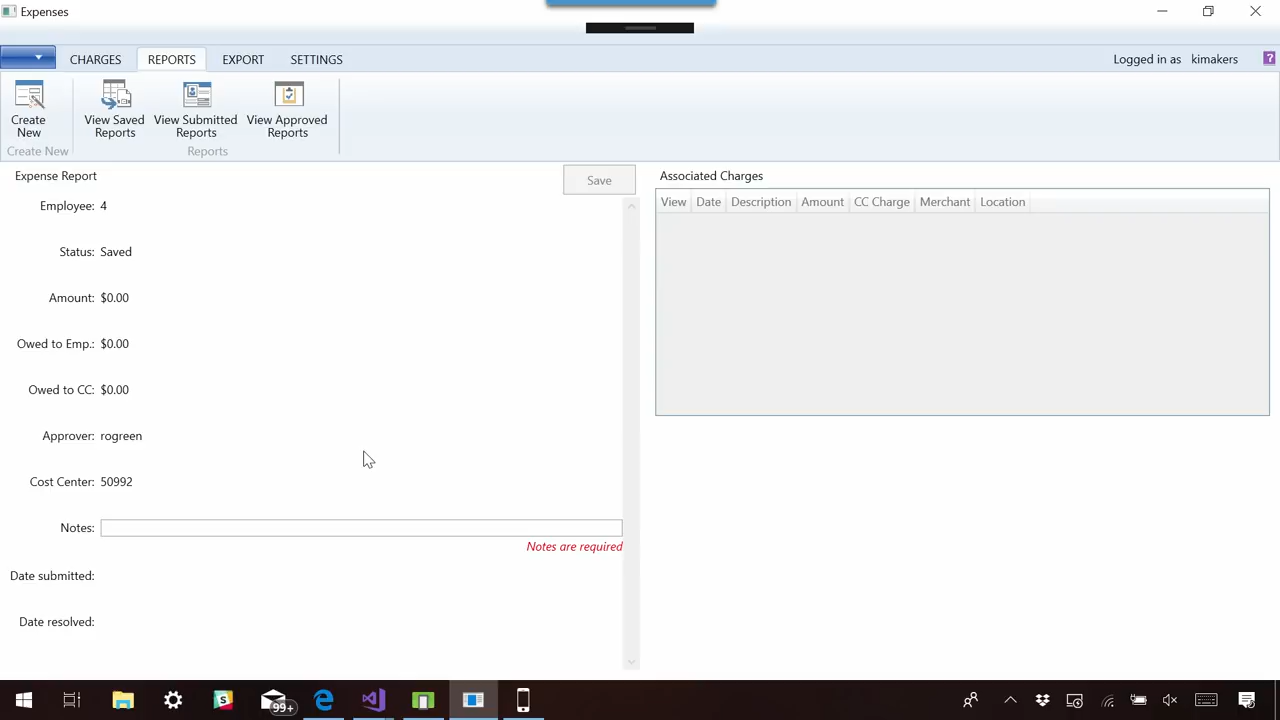 Expenses
CHARGES REPORTS EXPORT SETTINGS Logged in as kimakers ?
Create New
View Saved Reports
View Submitted Reports
View Approved Reports
Create New Reports
Expense Report Save
Employee: 4
Status: Saved
Amount: $0.00
Owed to Emp.: $0.00
Owed to CC: $0.00
Approver: rogreen
Cost Center: 50992
Notes:
Notes are required
Date submitted:
Date resolved:
Associated Charges
View Date Description Amount CC Charge Merchant Location
99+